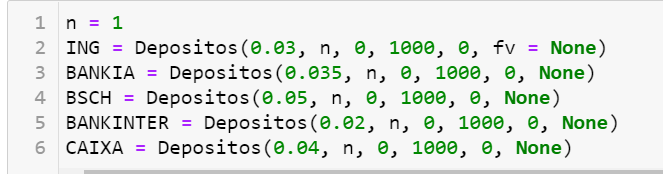 1 n = 1
2 ING = Depositos(0.03, n, 0, 1000, 0, fv = None)
3 BANKIA = Depositos(0.035, n, 0, 1000, 0, None)
4 BSCH = Depositos(0.05, n, 0, 1000, 0, None)
5 BANKINTER = Depositos(0.02, n, 0, 1000, 0, None)
6 CAIXA = Depositos(0.04, n, 0, 1000, 0, None)